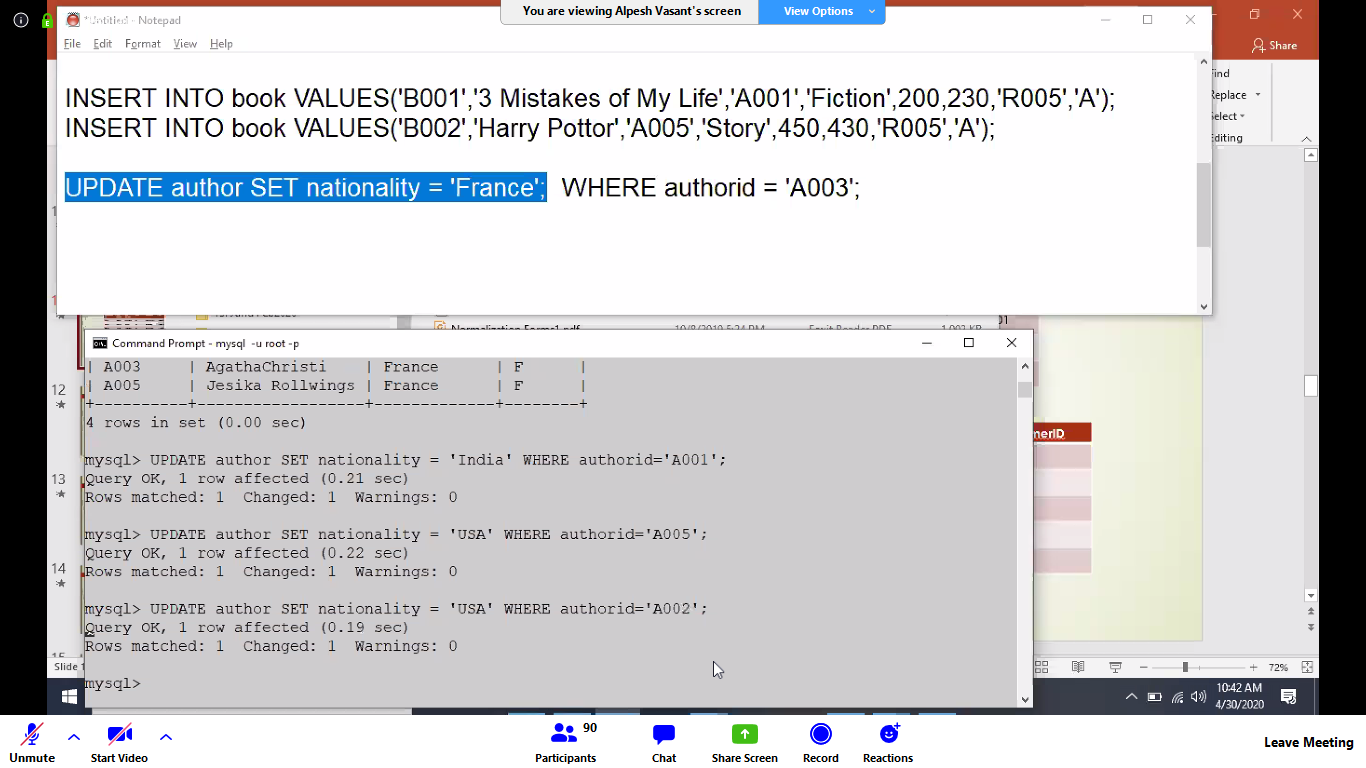 You are viewing Alpesh Vasant's screen View Options
*Untitled - Notepad
File Edit Format View Help
Share
Find
Replace
Select
Editing
INSERT INTO book VALUES('B001','3 Mistakes of My Life','A001','Fiction',200,230,'R005','A');
INSERT INTO book VALUES('B002','Harry Pottor','A005','Story',450,430,'R005','A');
UPDATE author SET nationality = 'France'; WHERE authorid = 'A003';
10/8/2019 5:24 PM
Command Prompt - mysql -u root -p
| A003 | AgathaChristi | France | F |
| A005 | Jesika Rollwings | France | F |
+----------+------------------+-------------+--------+
4 rows in set (0.00 sec)
mysql> UPDATE author SET nationality = 'India' WHERE authorid='A001';
Query OK, 1 row affected (0.21 sec)
Rows matched: 1 Changed: 1 Warnings: 0
mysql> UPDATE author SET nationality = 'USA' WHERE authorid='A005';
Query OK, 1 row affected (0.22 sec)
Rows matched: 1 Changed: 1 Warnings: 0
mysql> UPDATE author SET nationality = 'USA' WHERE authorid='A002';
Query OK, 1 row affected (0.19 sec)
Rows matched: 1 Changed: 1 Warnings: 0
mysql>
12
13
14
nerID
Slide 1
72%
10:42 AM
4/30/2020
90
Unmute Start Video Participants Chat Share Screen Record Reactions
Leave Meeting